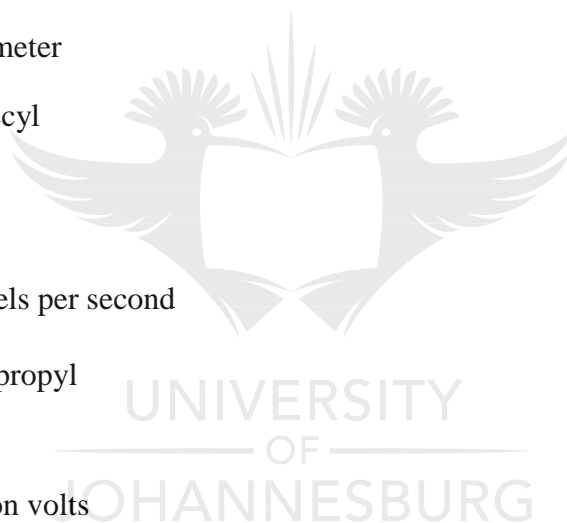 meter
cyl
els per second
propyl
UNIVERSITY
OF
on volts
JOHANNESBURG